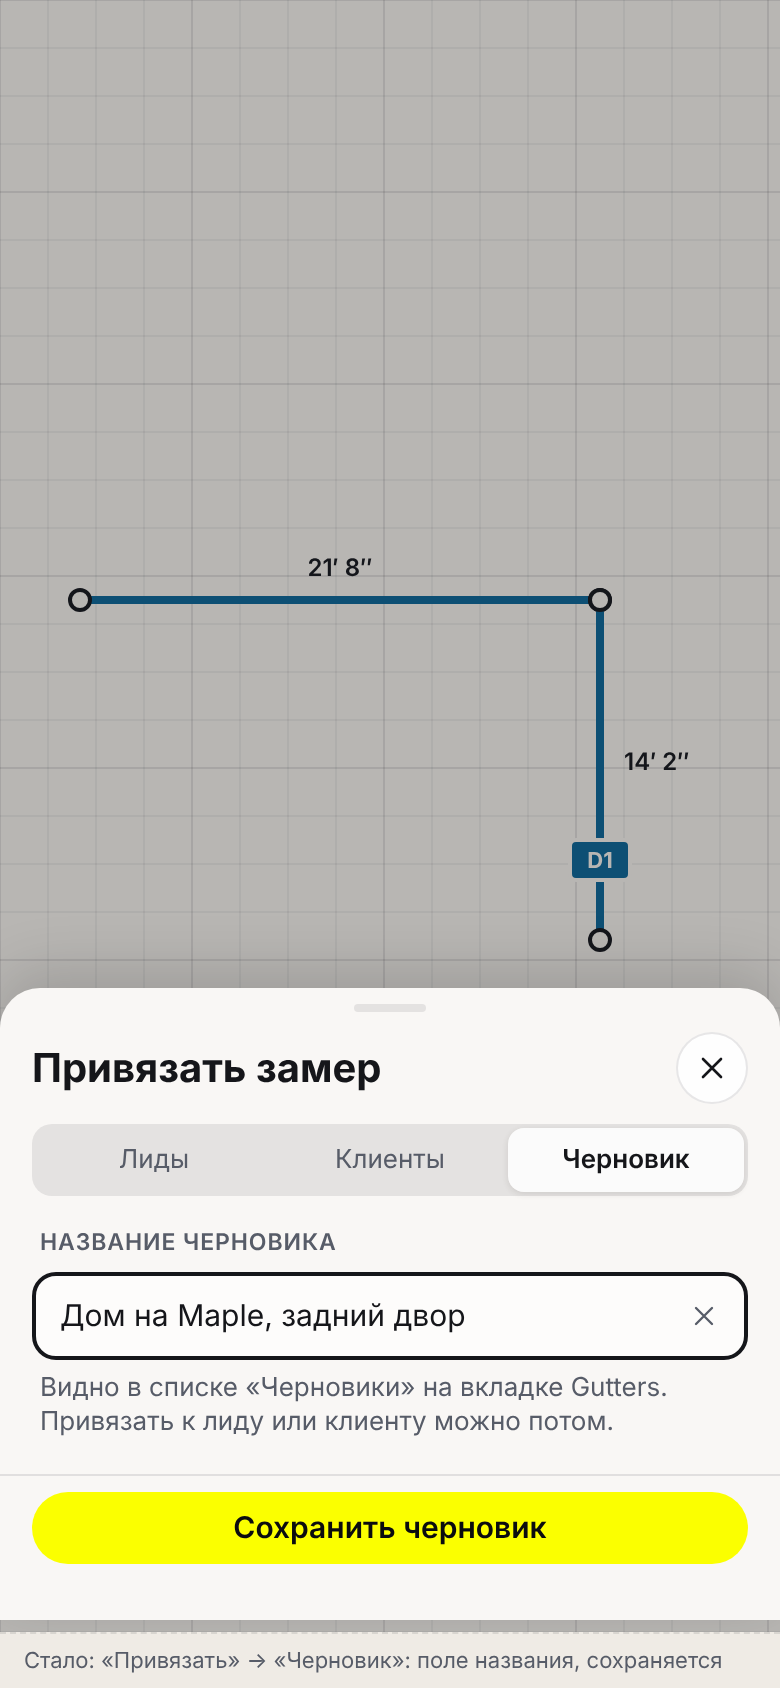 21′ 8″
14′ 2″
D1
Привязать замер
Лиды Клиенты Черновик
НАЗВАНИЕ ЧЕРНОВИКА
Дом на Maple, задний двор
Видно в списке «Черновики» на вкладке Gutters.
Привязать к лиду или клиенту можно потом.
Сохранить черновик
Стало: «Привязать» → «Черновик»: поле названия, сохраняется